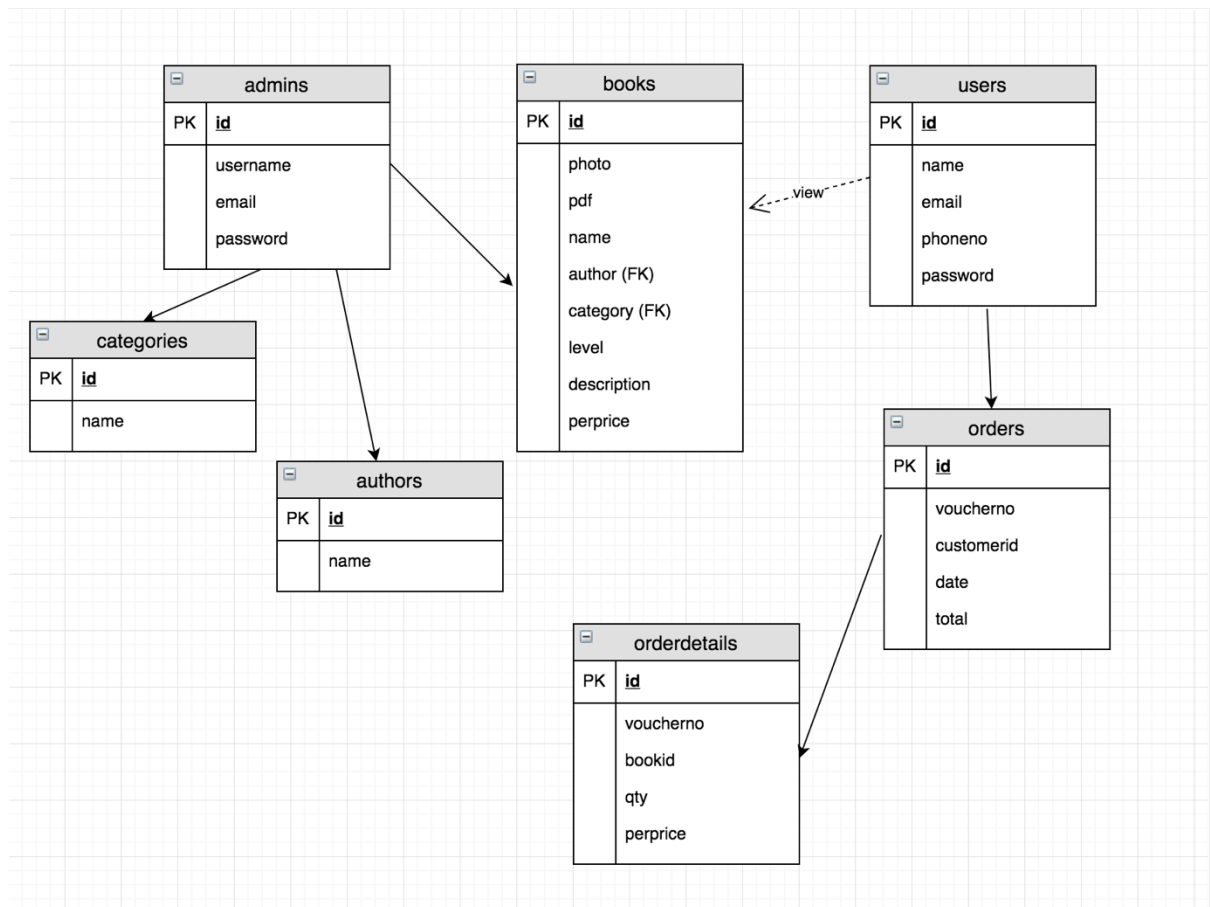 admins
PK id
username
email
password
books
PK id
photo
pdf
name
author (FK)
category (FK)
level
description
perprice
users
PK id
name
email
phoneno
password
view
categories
PK id
name
authors
PK id
name
orders
PK id
voucherno
customerid
date
total
orderdetails
PK id
voucherno
bookid
qty
perprice